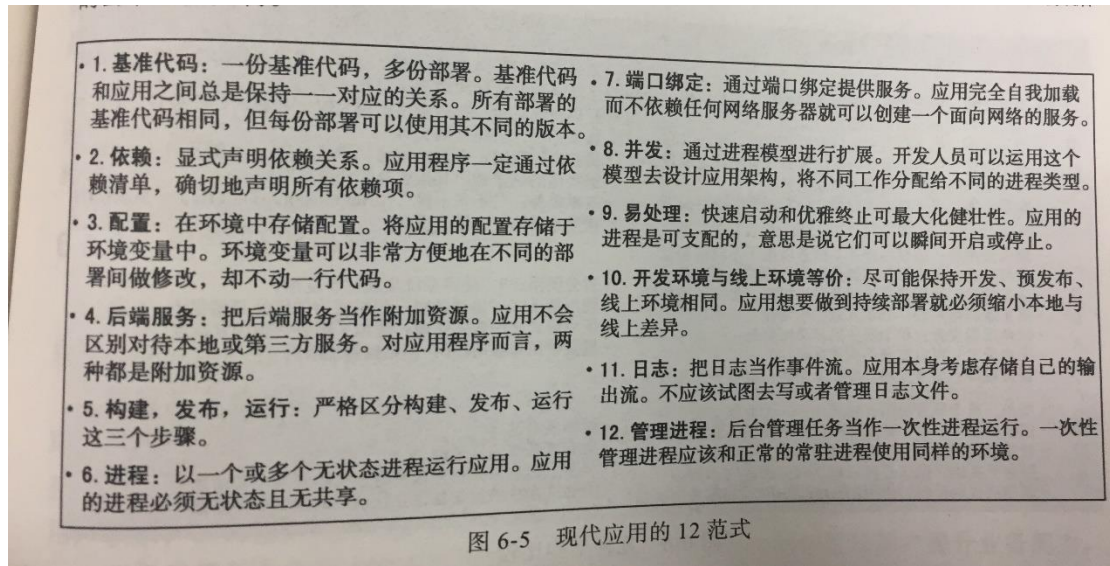 · 1. 基准代码：一份基准代码，多份部署。基准代码
和应用之间总是保持一一对应的关系。所有部署的
基准代码相同，但每份部署可以使用其不同的版本。
· 2. 依赖：显式声明依赖关系。应用程序一定通过依
赖清单，确切地声明所有依赖项。
· 3. 配置：在环境中存储配置。将应用的配置存储于
环境变量中。环境变量可以非常方便地在不同的部
署间做修改，却不动一行代码。
· 4. 后端服务：把后端服务当作附加资源。应用不会
区别对待本地或第三方服务。对应用程序而言，两
种都是附加资源。
· 5. 构建，发布，运行：严格区分构建、发布、运行
这三个步骤。
· 6. 进程：以一个或多个无状态进程运行应用。应用
的进程必须无状态且无共享。
· 7. 端口绑定：通过端口绑定提供服务。应用完全自我加载
而不依赖任何网络服务器就可以创建一个面向网络的服务。
· 8. 并发：通过进程模型进行扩展。开发人员可以运用这个
模型去设计应用架构，将不同工作分配给不同的进程类型。
· 9. 易处理：快速启动和优雅终止可最大化健壮性。应用的
进程是可支配的，意思是说它们可以瞬间开启或停止。
· 10. 开发环境与线上环境等价：尽可能保持开发、预发布、
线上环境相同。应用想要做到持续部署就必须缩小本地与
线上差异。
· 11. 日志：把日志当作事件流。应用本身考虑存储自己的输
出流。不应该试图去写或者管理日志文件。
· 12. 管理进程：后台管理任务当作一次性进程运行。一次性
管理进程应该和正常的常驻进程使用同样的环境。
图 6-5 现代应用的 12 范式